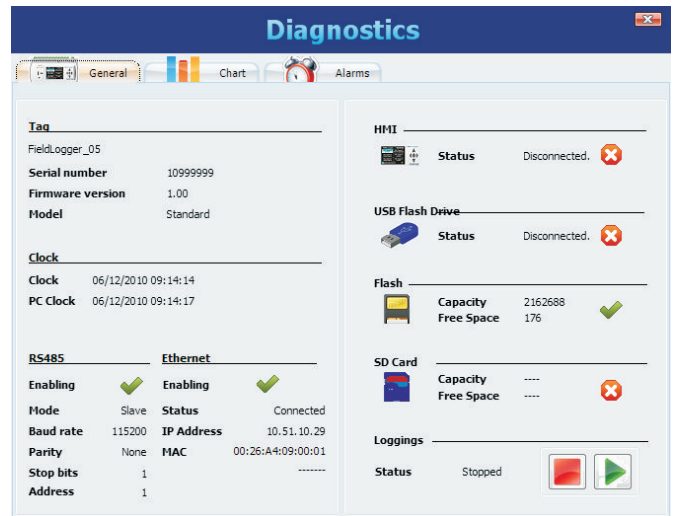 Diagnostics
General
Chart
Alarms
Tag
FieldLogger_05
Serial number 10999999
Firmware version 1.00
Model Standard
Clock
Clock 06/12/2010 09:14:14
PC Clock 06/12/2010 09:14:17
RS485
Enabling
Mode Slave
Baud rate 115200
Parity None
Stop bits 1
Address 1
Ethernet
Enabling
Status Connected
IP Address 10.51.10.29
MAC 00:26:A4:09:00:01
-------
HMI
Status Disconnected.
USB Flash Drive
Status Disconnected.
Flash
Capacity 2162688
Free Space 176
SD Card
Capacity ----
Free Space ----
Loggings
Status Stopped